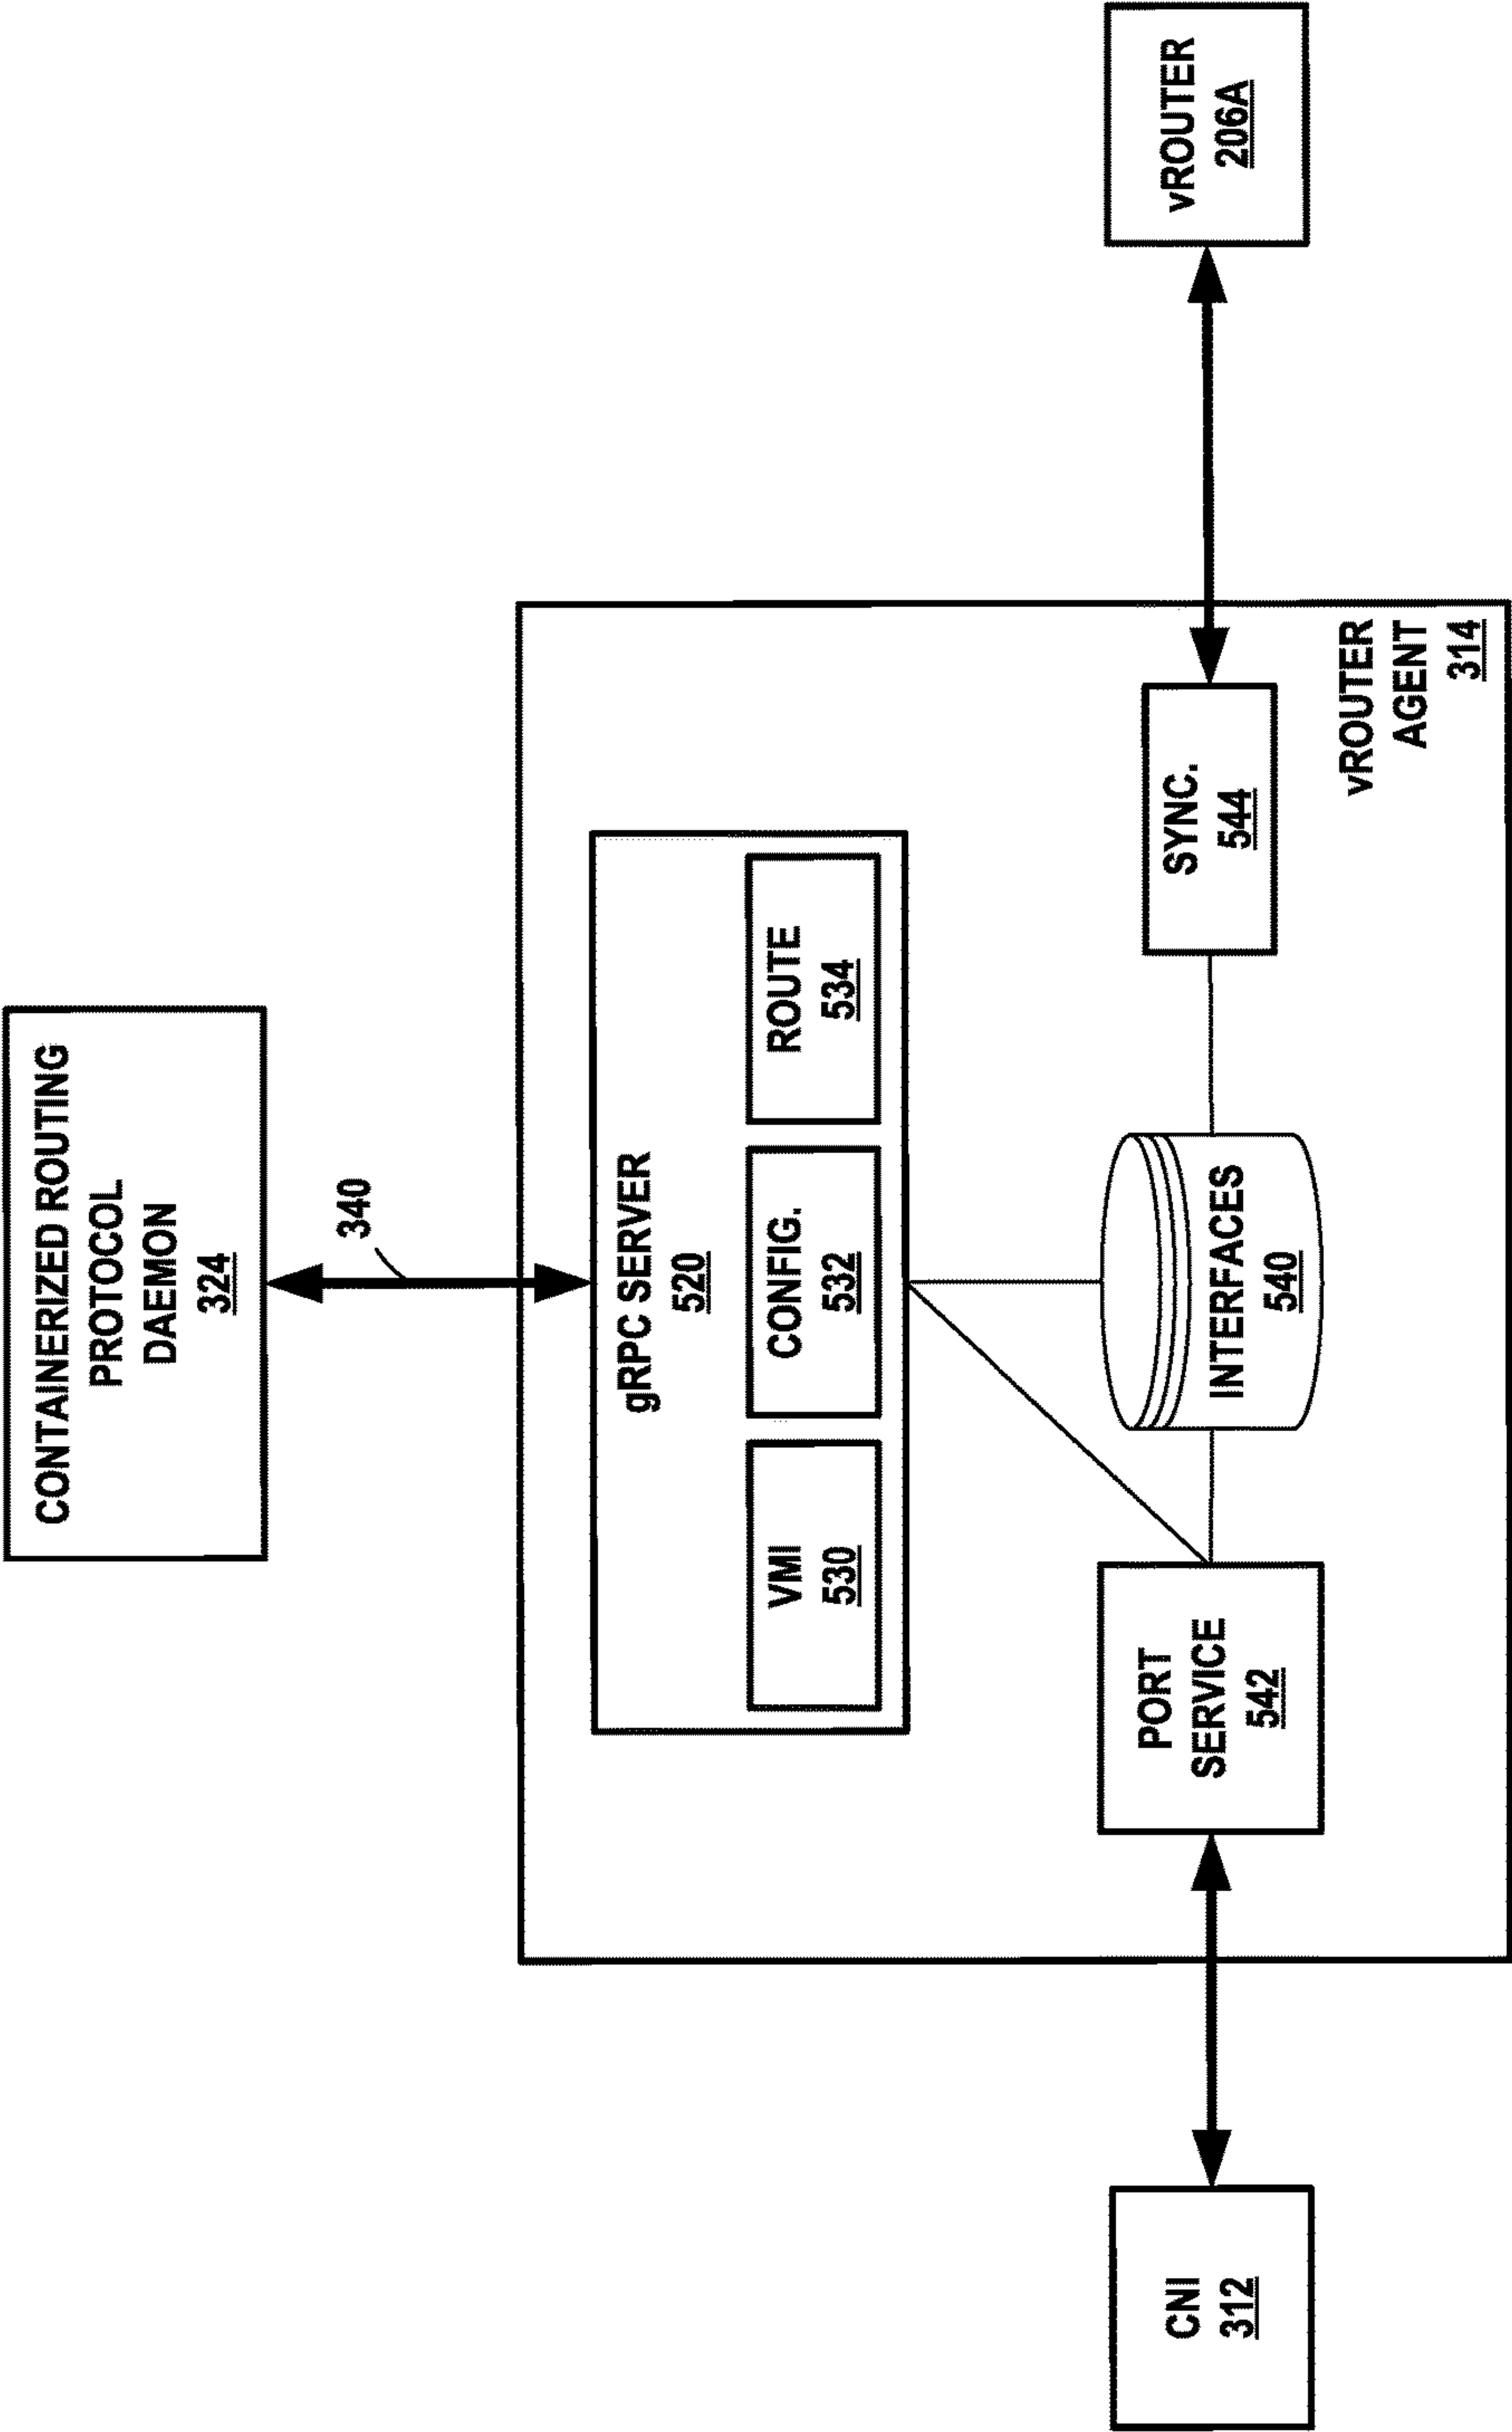 CONTAINERIZED ROUTING
PROTOCOL
DAEMON
324
340
gRPC SERVER
520
VMI
530
CONFIG.
532
ROUTE
534
CNI
312
PORT
SERVICE
542
INTERFACES
540
SYNC.
544
vROUTER
206A
vROUTER
AGENT
314